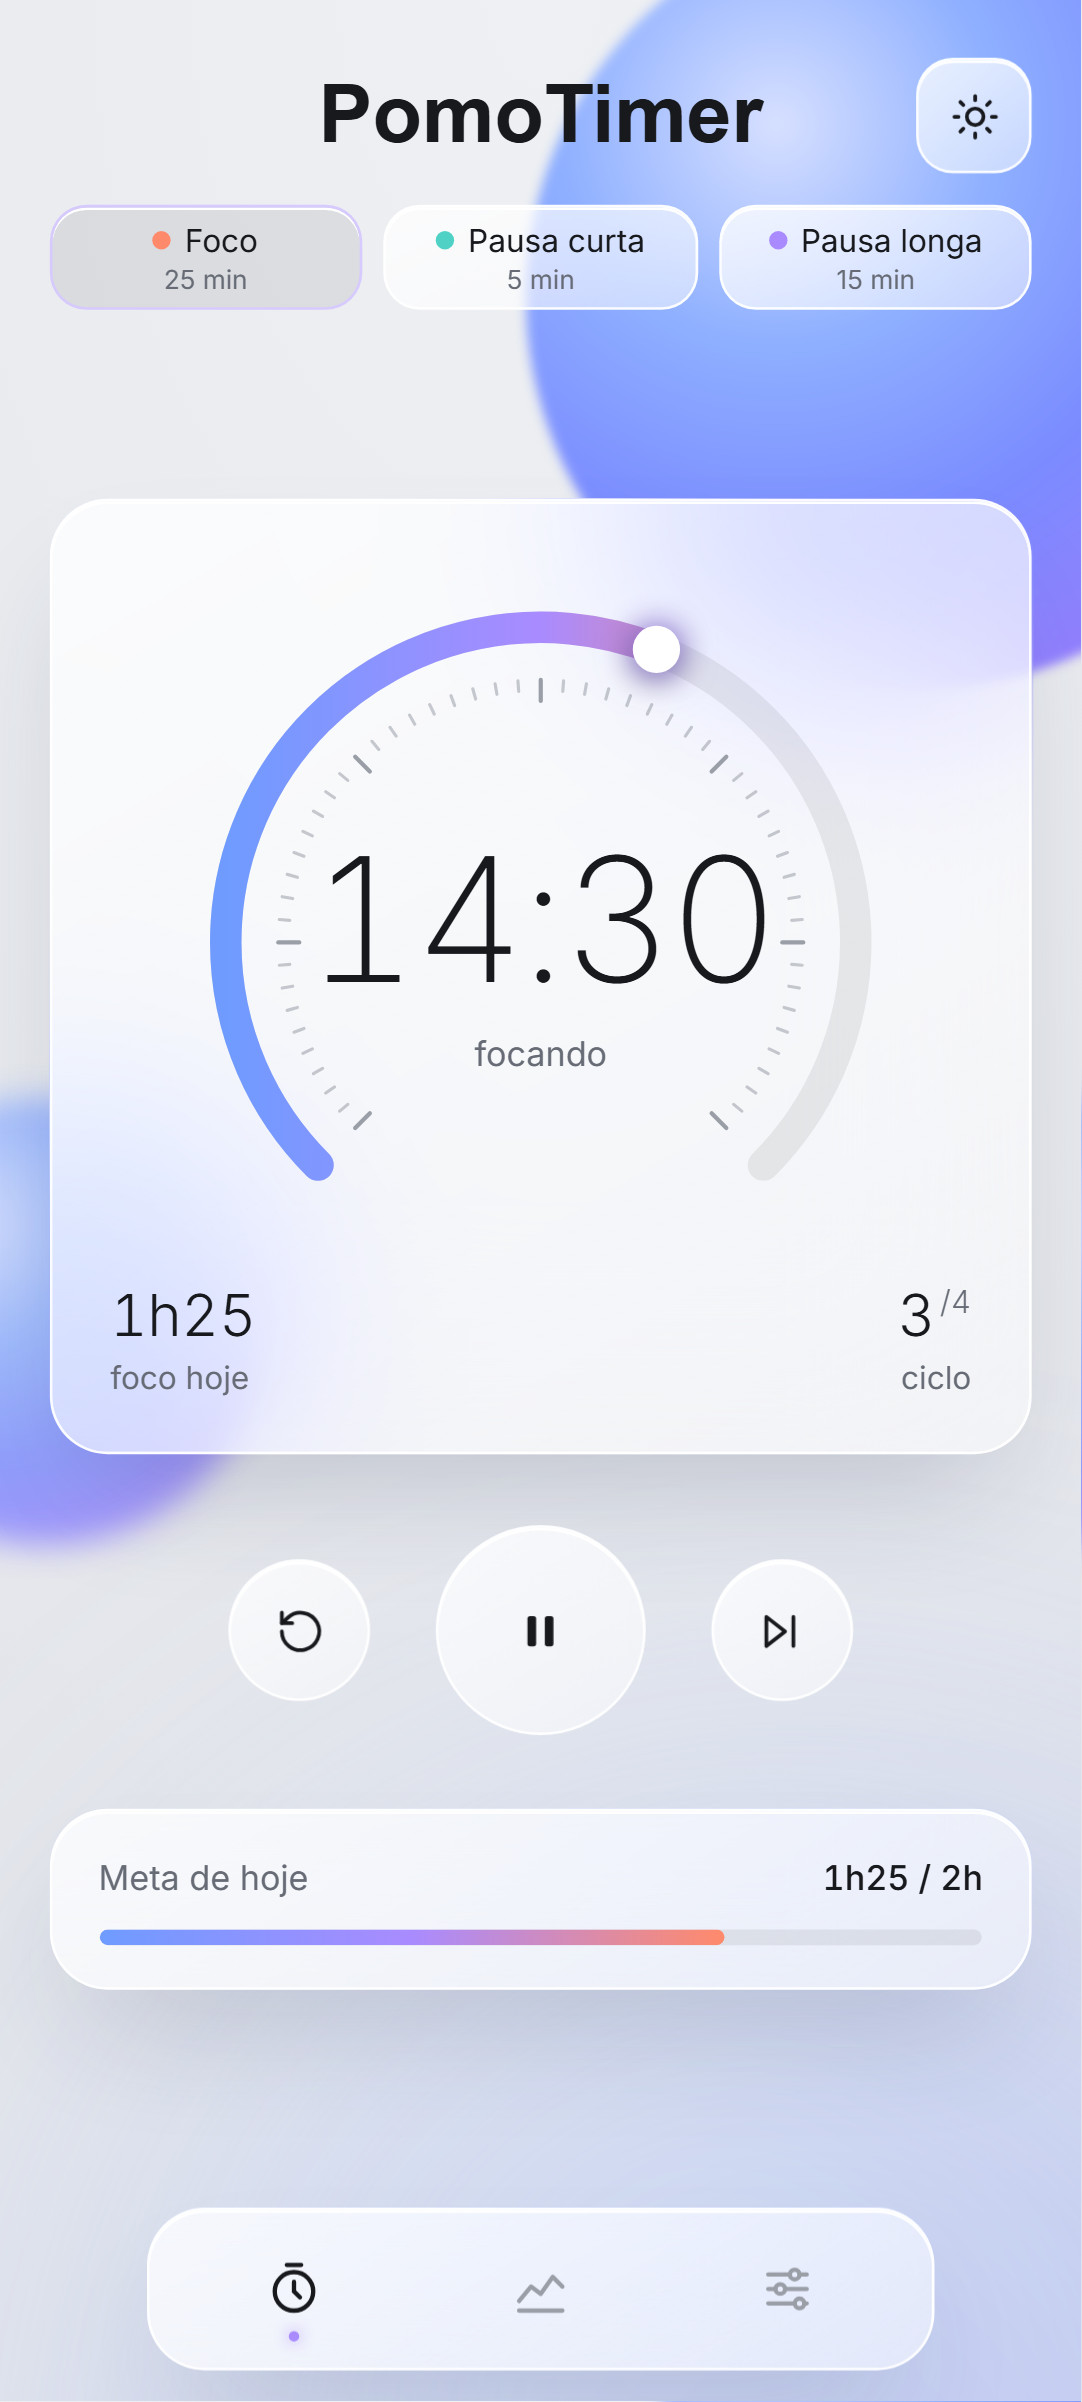 PomoTimer
Foco
25 min
Pausa curta
5 min
Pausa longa
15 min
14:30
focando
1h25
foco hoje
3/4
ciclo
Meta de hoje
1h25 / 2h